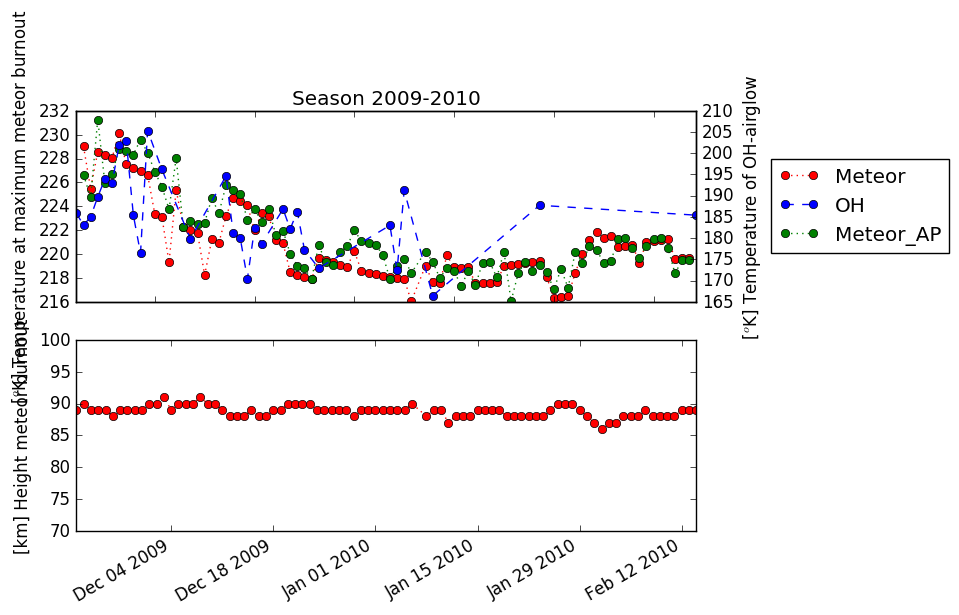 Season 2009-2010
[°K] Temperature at maximum meteor burnout
232
230
228
226
224
222
220
218
216
210
205
200
195
190
185
180
175
170
165
[°K] Temperature of OH-airglow
Meteor
OH
Meteor_AP
[km] Height meteor burnout
100
95
90
85
80
75
70
Dec 04 2009
Dec 18 2009
Jan 01 2010
Jan 15 2010
Jan 29 2010
Feb 12 2010